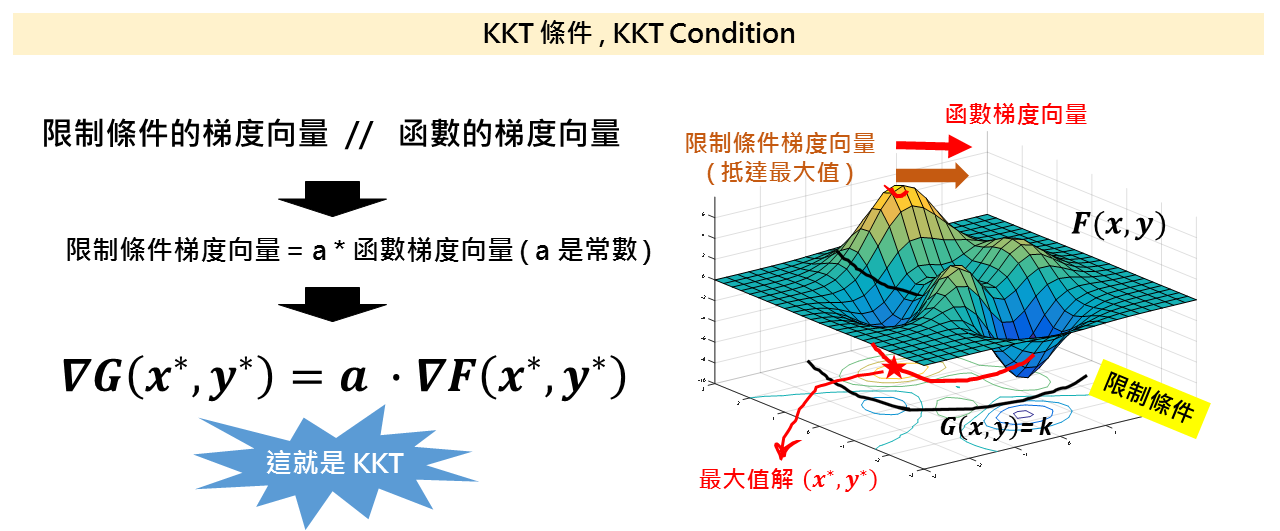 KKT 條件 , KKT Condition
限制條件的梯度向量 // 函數的梯度向量
限制條件梯度向量 = a * 函數梯度向量 ( a 是常數 )
∇G(x*, y*) = a ·∇F(x*, y*)
這就是 KKT
函數梯度向量
限制條件梯度向量
( 抵達最大值 )
F(x, y)
限制條件
G(x, y)= k
最大值解 (x*, y*)